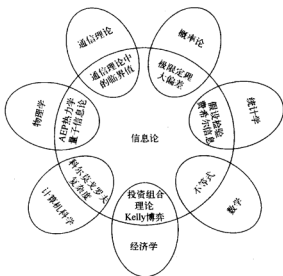 通信理论
通信理论中
的临界值
概率论
极限定理
大偏差
统计学
假设检验
费希尔信息
数学
不等式
经济学
投资组合
理论
Kelly博弈
计算机科学
科尔莫戈罗夫
复杂度
物理学
AEP热力学
量子信息论
信息论